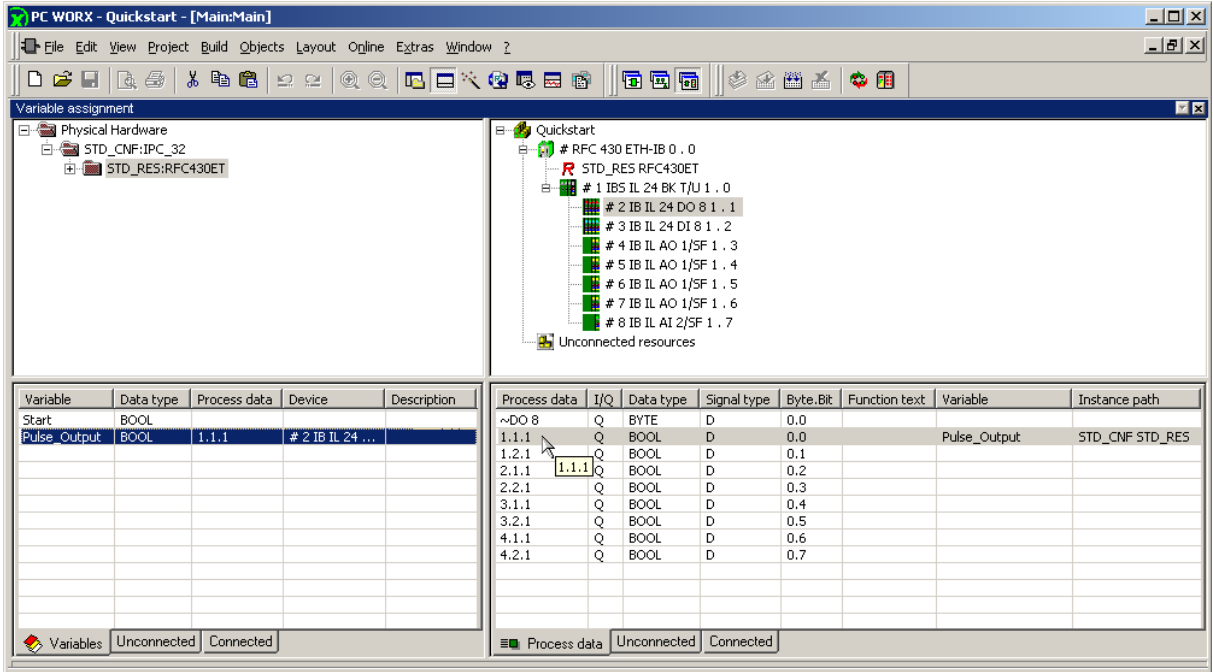 PC WORX - Quickstart - [Main:Main]
File Edit View Project Build Objects Layout Online Extras Window ?
Variable assignment
Physical Hardware
STD_CNF:IPC_32
STD_RES:RFC430ET
Quickstart
# RFC 430 ETH-IB 0 . 0
R STD_RES RFC430ET
# 1 IBS IL 24 BK T/U 1 . 0
# 2 IB IL 24 DO 8 1 . 1
# 3 IB IL 24 DI 8 1 . 2
# 4 IB IL AO 1/SF 1 . 3
# 5 IB IL AO 1/SF 1 . 4
# 6 IB IL AO 1/SF 1 . 5
# 7 IB IL AO 1/SF 1 . 6
# 8 IB IL AI 2/SF 1 . 7
Unconnected resources
Variable Data type Process data Device Description
Start BOOL
Pulse_Output BOOL 1.1.1 # 2 IB IL 24 ...
Variables Unconnected Connected
Process data I/Q Data type Signal type Byte.Bit Function text Variable Instance path
~DO 8 Q BYTE D 0.0
1.1.1 Q BOOL D 0.0 Pulse_Output STD_CNF STD_RES
1.2.1 Q BOOL D 0.1
1.1.1
2.1.1 Q BOOL D 0.2
2.2.1 Q BOOL D 0.3
3.1.1 Q BOOL D 0.4
3.2.1 Q BOOL D 0.5
4.1.1 Q BOOL D 0.6
4.2.1 Q BOOL D 0.7
Process data Unconnected Connected